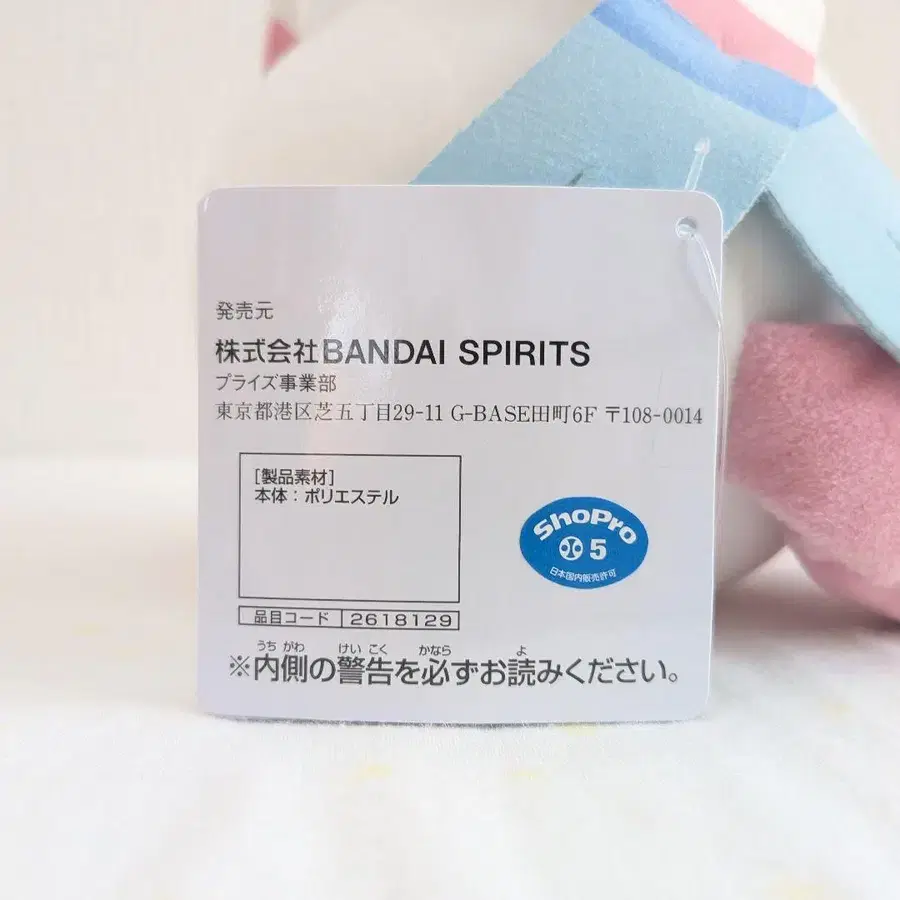 発売元
株式会社BANDAI SPIRITS
プライズ事業部
東京都港区芝五丁目29-11 G-BASE田町6F 〒108-0014
[製品素材]
本体：ポリエステル
ShoPro
5
日本国内販売許可
品目コード 2618129
うち がわ けい こく かなら よ
※内側の警告を必ずお読みください。